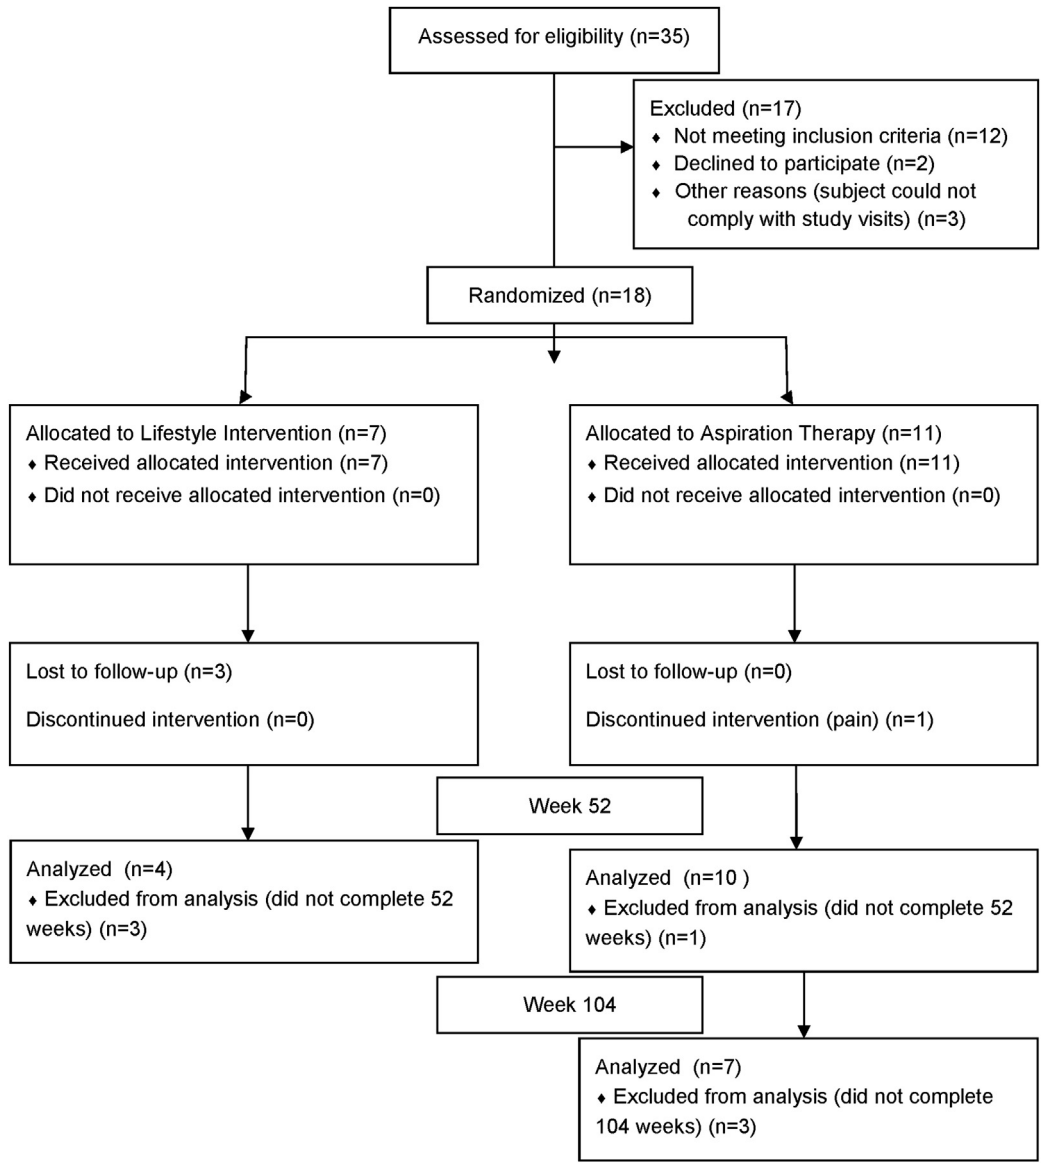 Assessed for eligibility (n=35)
Excluded (n=17)
♦ Not meeting inclusion criteria (n=12)
♦ Declined to participate (n=2)
♦ Other reasons (subject could not
comply with study visits) (n=3)
Randomized (n=18)
Allocated to Lifestyle Intervention (n=7)
♦ Received allocated intervention (n=7)
♦ Did not receive allocated intervention (n=0)
Allocated to Aspiration Therapy (n=11)
♦ Received allocated intervention (n=11)
♦ Did not receive allocated intervention (n=0)
Lost to follow-up (n=3)
Discontinued intervention (n=0)
Lost to follow-up (n=0)
Discontinued intervention (pain) (n=1)
Week 52
Analyzed (n=4)
♦ Excluded from analysis (did not complete 52
weeks) (n=3)
Analyzed (n=10 )
♦ Excluded from analysis (did not complete 52
weeks) (n=1)
Week 104
Analyzed (n=7)
♦ Excluded from analysis (did not complete
104 weeks) (n=3)